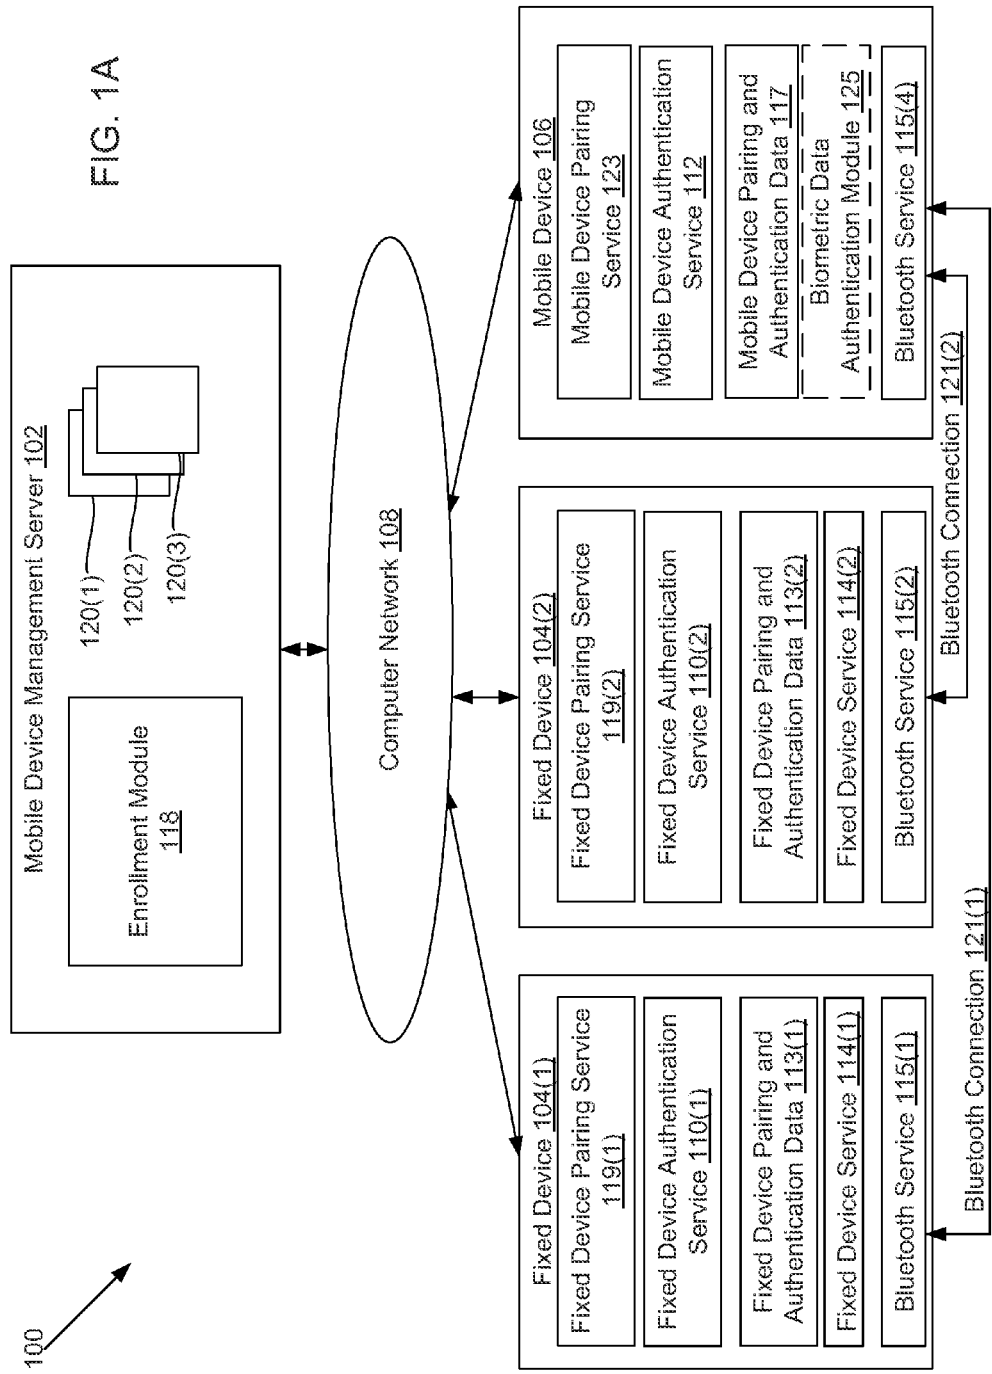 100
FIG. 1A
Mobile Device Management Server 102
Enrollment Module
118
120(1)
120(2)
120(3)
Computer Network 108
Fixed Device 104(1)
Fixed Device Pairing Service
119(1)
Fixed Device Authentication
Service 110(1)
Fixed Device Pairing and
Authentication Data 113(1)
Fixed Device Service 114(1)
Bluetooth Service 115(1)
Fixed Device 104(2)
Fixed Device Pairing Service
119(2)
Fixed Device Authentication
Service 110(2)
Fixed Device Pairing and
Authentication Data 113(2)
Fixed Device Service 114(2)
Bluetooth Service 115(2)
Mobile Device 106
Mobile Device Pairing
Service 123
Mobile Device Authentication
Service 112
Mobile Device Pairing and
Authentication Data 117
Biometric Data
Authentication Module 125
Bluetooth Service 115(4)
Bluetooth Connection 121(2)
Bluetooth Connection 121(1)